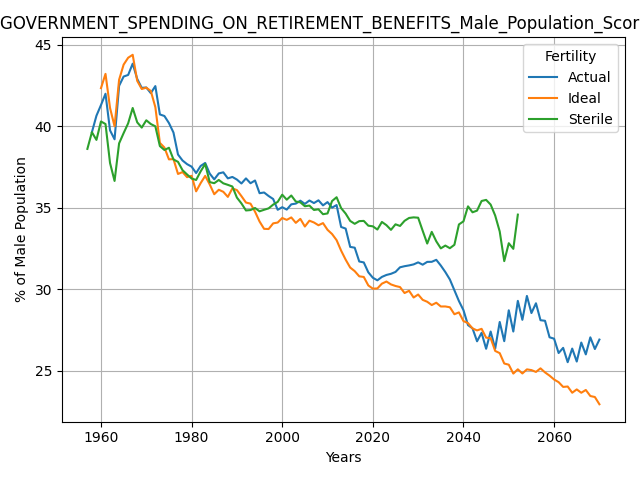 GOVERNMENT_SPENDING_ON_RETIREMENT_BENEFITS_Male_Population_Scor
45
40
35
30
25
% of Male Population
Fertility
Actual
Ideal
Sterile
1960 1980 2000 2020 2040 2060
Years